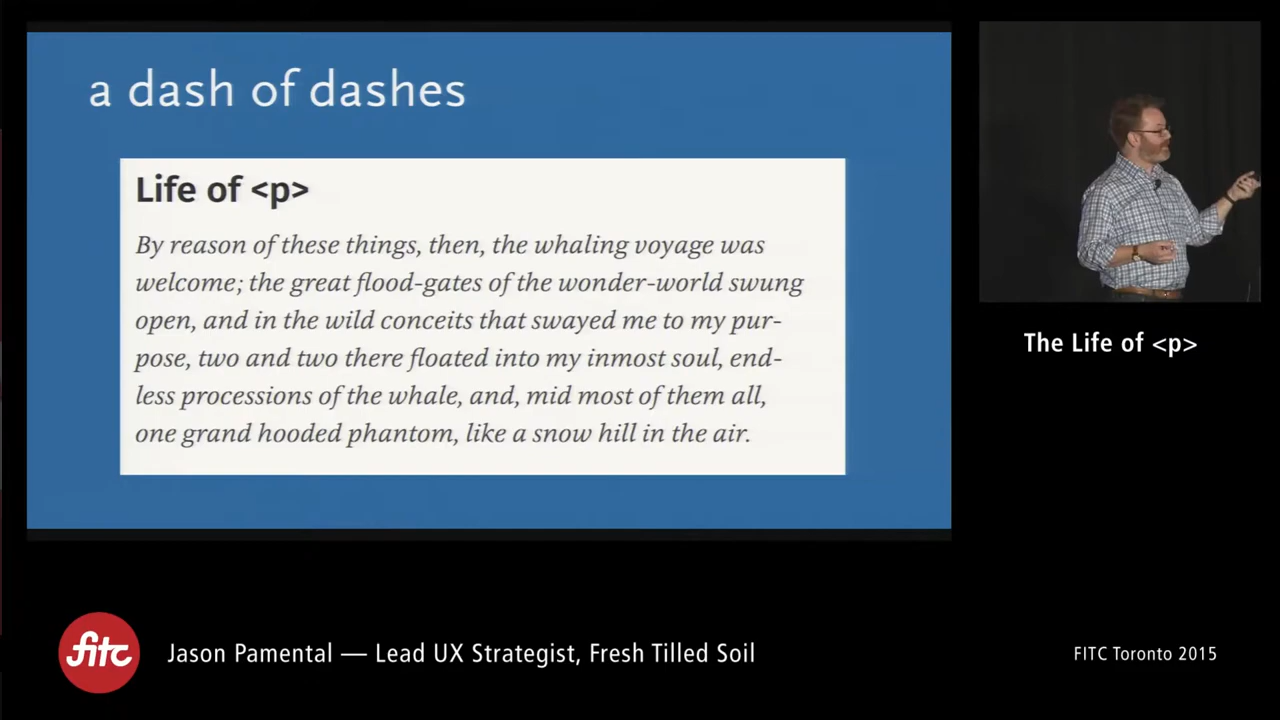 a dash of dashes
Life of <p>
By reason of these things, then, the whaling voyage was
welcome; the great flood-gates of the wonder-world swung
open, and in the wild conceits that swayed me to my pur-
pose, two and two there floated into my inmost soul, end-
less processions of the whale, and, mid most of them all,
one grand hooded phantom, like a snow hill in the air.
The Life of <p>
fitc
Jason Pamental — Lead UX Strategist, Fresh Tilled Soil
FITC Toronto 2015